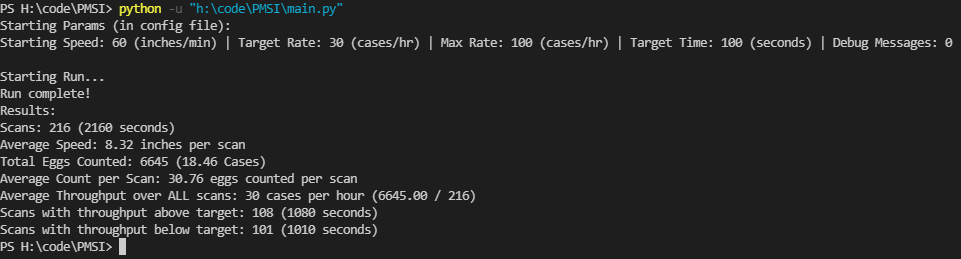 PS H:\code\PMSI> python -u "h:\code\PMSI\main.py"
Starting Params (in config file):
Starting Speed: 60 (inches/min) | Target Rate: 30 (cases/hr) | Max Rate: 100 (cases/hr) | Target Time: 100 (seconds) | Debug Messages: 0
Starting Run...
Run complete!
Results:
Scans: 216 (2160 seconds)
Average Speed: 8.32 inches per scan
Total Eggs Counted: 6645 (18.46 Cases)
Average Count per Scan: 30.76 eggs counted per scan
Average Throughput over ALL scans: 30 cases per hour (6645.00 / 216)
Scans with throughput above target: 108 (1080 seconds)
Scans with throughput below target: 101 (1010 seconds)
PS H:\code\PMSI>